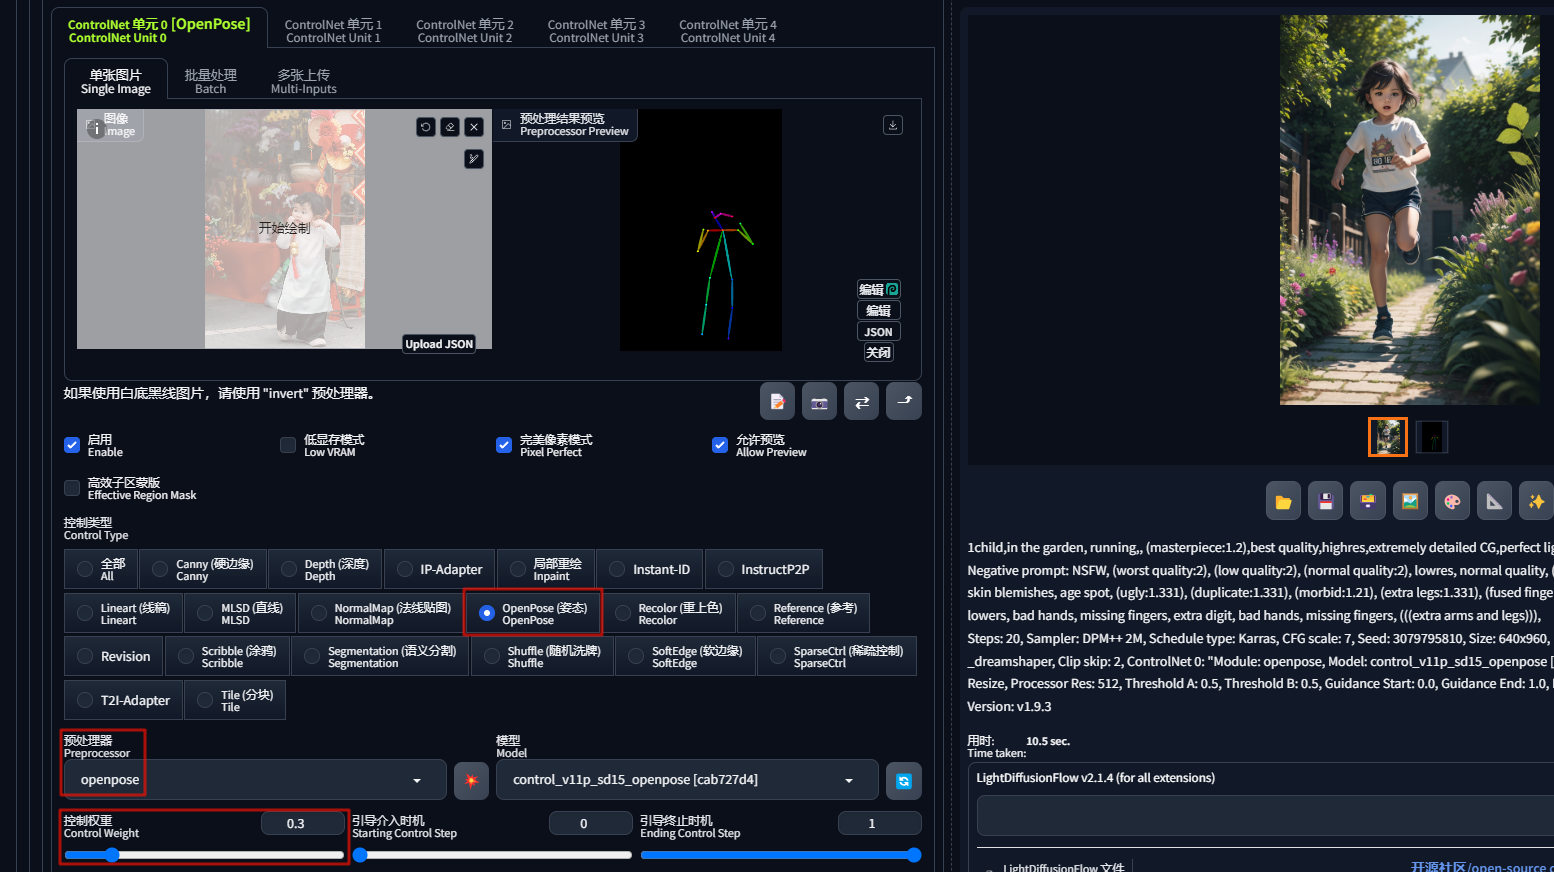 ControlNet 单元 0 [OpenPose]
ControlNet Unit 0
ControlNet 单元 1
ControlNet Unit 1
ControlNet 单元 2
ControlNet Unit 2
ControlNet 单元 3
ControlNet Unit 3
ControlNet 单元 4
ControlNet Unit 4
单张图片
Single Image
批量处理
Batch
多张上传
Multi-Inputs
图像
Image
开始绘制
Upload JSON
预处理结果预览
Preprocessor Preview
编辑
编辑
JSON
关闭
如果使用白底黑线图片，请使用 "invert" 预处理器。
启用
Enable
低显存模式
Low VRAM
完美像素模式
Pixel Perfect
允许预览
Allow Preview
高效子区蒙版
Effective Region Mask
控制类型
Control Type
全部
All
Canny (硬边缘)
Canny
Depth (深度)
Depth
IP-Adapter
局部重绘
Inpaint
Instant-ID
InstructP2P
Lineart (线稿)
Lineart
MLSD (直线)
MLSD
NormalMap (法线贴图)
NormalMap
OpenPose (姿态)
OpenPose
Recolor (重上色)
Recolor
Reference (参考)
Reference
Revision
Scribble (涂鸦)
Scribble
Segmentation (语义分割)
Segmentation
Shuffle (随机洗牌)
Shuffle
SoftEdge (软边缘)
SoftEdge
SparseCtrl (稀疏控制)
SparseCtrl
T2I-Adapter
Tile (分块)
Tile
预处理器
Preprocessor
openpose
模型
Model
control_v11p_sd15_openpose [cab727d4]
控制权重
Control Weight
0.3
引导介入时机
Starting Control Step
0
引导终止时机
Ending Control Step
1
1child,in the garden, running,, (masterpiece:1.2),best quality,highres,extremely detailed CG,perfect lig
Negative prompt: NSFW, (worst quality:2), (low quality:2), (normal quality:2), lowres, normal quality, (
skin blemishes, age spot, (ugly:1.331), (duplicate:1.331), (morbid:1.21), (extra legs:1.331), (fused finge
lowers, bad hands, missing fingers, extra digit, bad hands, missing fingers, (((extra arms and legs))),
Steps: 20, Sampler: DPM++ 2M, Schedule type: Karras, CFG scale: 7, Seed: 3079795810, Size: 640x960,
_dreamshaper, Clip skip: 2, ControlNet 0: "Module: openpose, Model: control_v11p_sd15_openpose [
Resize, Processor Res: 512, Threshold A: 0.5, Threshold B: 0.5, Guidance Start: 0.0, Guidance End: 1.0,
Version: v1.9.3
用时:
Time taken:
10.5 sec.
LightDiffusionFlow v2.1.4 (for all extensions)
LightDiffusionFlow 文件
开源社区/open-source c